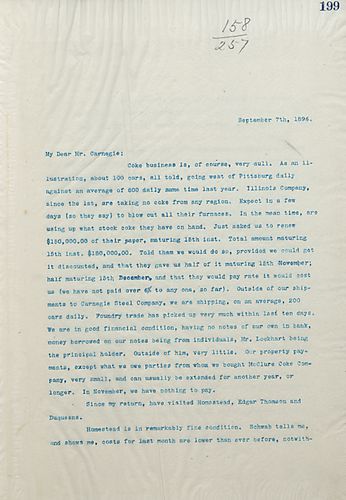 199
158
257
September 7th, 1896.
My Dear Mr. Carnegie:
Coke business is, of course, very dull. As an il-
lustration, about 100 cars, all told, going west of Pittsburg daily
against an average of 600 daily same time last year. Illinois Company,
since the 1st, are taking no coke from any region. Expect in a few
days (so they say) to blow out all their furnaces. In the mean time, are
using up what stock coke they have on hand. Just asked us to renew
$180,000.00 of their paper, maturing 15th inst. Total amount maturing
15th inst. $180,000.00. Told them we would do so, provided we could get
it discounted, and that they gave us half of it maturing 15th November;
half maturing 15th December, and that they would pay rate it would cost
us (we have not paid over 6% to any one, so far). Outside of our ship-
ments to Carnegie Steel Company, we are shipping, on an average, 200
cars daily. Foundry trade has picked up very much within last ten days.
We are in good financial condition, having no notes of our own in bank,
money borrowed on our notes being from individuals, Mr. Lockhart being
the principal holder. Outside of him, very little. Our property pay-
ments, except what we owe parties from whom we bought McClure Coke Com-
pany, very small, and can usually be extended for another year, or
longer. In November, we have nothing to pay.
Since my return, have visited Homestead, Edgar Thomson and
Duquesne.
Homestead is in remarkably fine condition. Schwab tells me,
and shows me, costs for last month are lower than ever before, notwith-